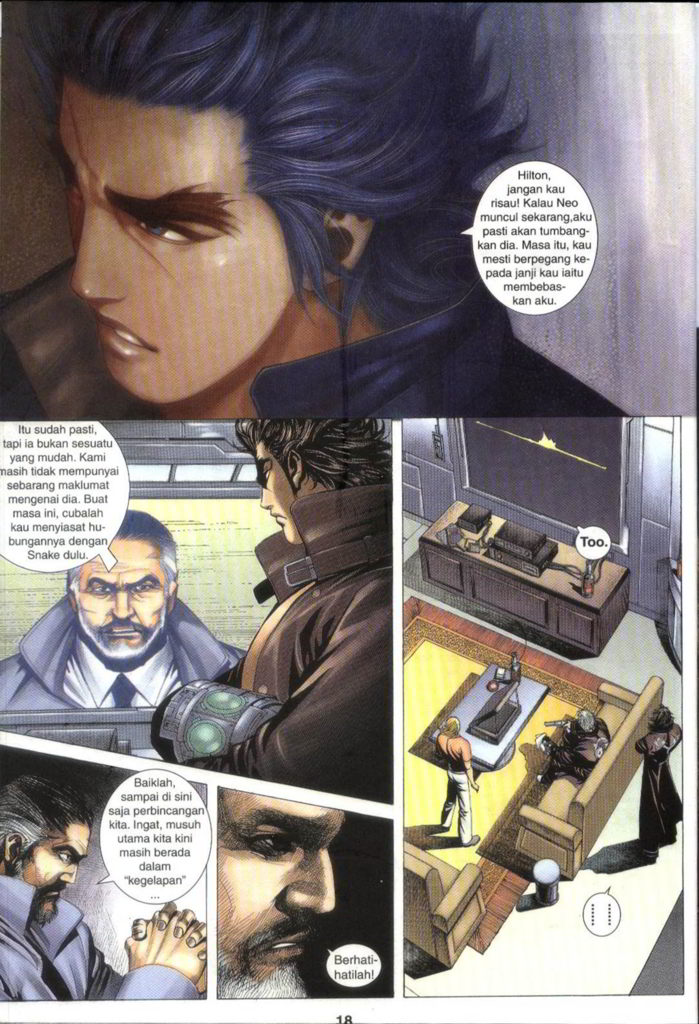 Hilton,
jangan kau
risau! Kalau Neo
muncul sekarang,aku
pasti akan tumbang-
kan dia. Masa itu, kau
mesti berpegang ke-
pada janji kau iaitu
membebas-
kan aku.
Itu sudah pasti,
tapi ia bukan sesuatu
yang mudah. Kami
masih tidak mempunyai
sebarang maklumat
mengenai dia. Buat
masa ini, cubalah
kau menyiasat hu-
bungannya dengan
Snake dulu.
Too.
Baiklah,
sampai di sini
saja perbincangan
kita. Ingat, musuh
utama kita kini
masih berada
dalam
“kegelapan”
...
Berhati-
hatilah!
18